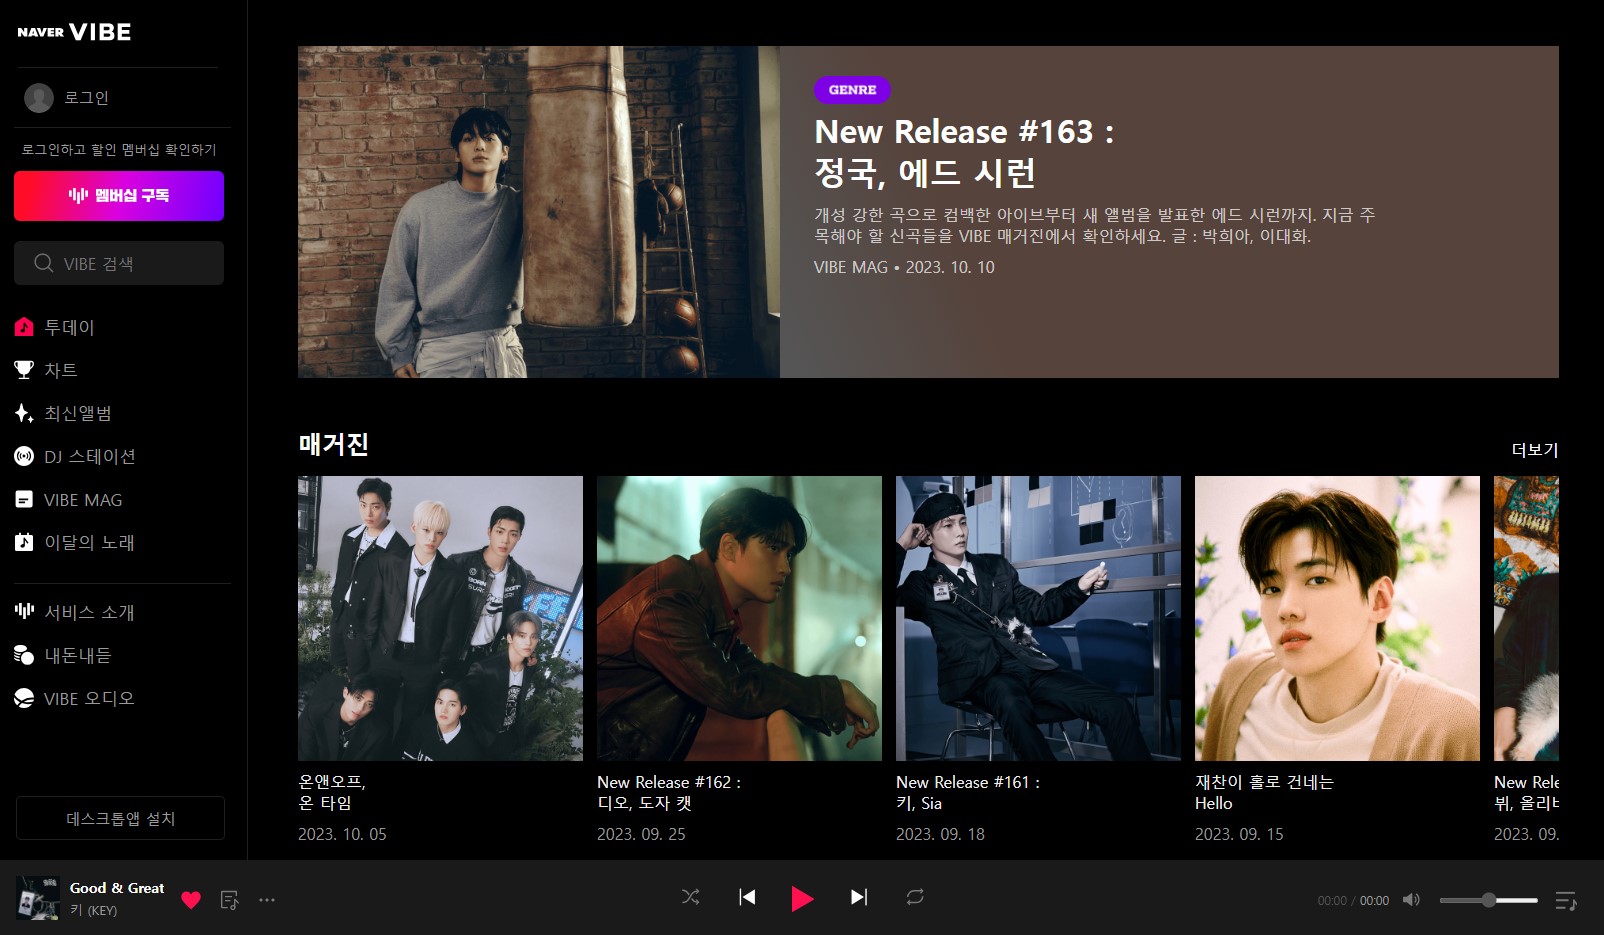 NAVER VIBE
로그인
로그인하고 할인 멤버십 확인하기
멤버십 구독
VIBE 검색
투데이
차트
최신앨범
DJ 스테이션
VIBE MAG
이달의 노래
서비스 소개
내돈내듣
VIBE 오디오
데스크톱앱 설치
GENRE
New Release #163 :
정국, 에드 시런
개성 강한 곡으로 컴백한 아이브부터 새 앨범을 발표한 에드 시런까지. 지금 주
목해야 할 신곡들을 VIBE 매거진에서 확인하세요. 글 : 박희아, 이대화.
VIBE MAG • 2023. 10. 10
매거진
더보기
온앤오프,
온 타임
2023. 10. 05
New Release #162 :
디오, 도자 캣
2023. 09. 25
New Release #161 :
키, Sia
2023. 09. 18
재찬이 홀로 건네는
Hello
2023. 09. 15
New Rele
뷔, 올리비
2023. 09.
Good & Great
키 (KEY)
00:00 / 00:00